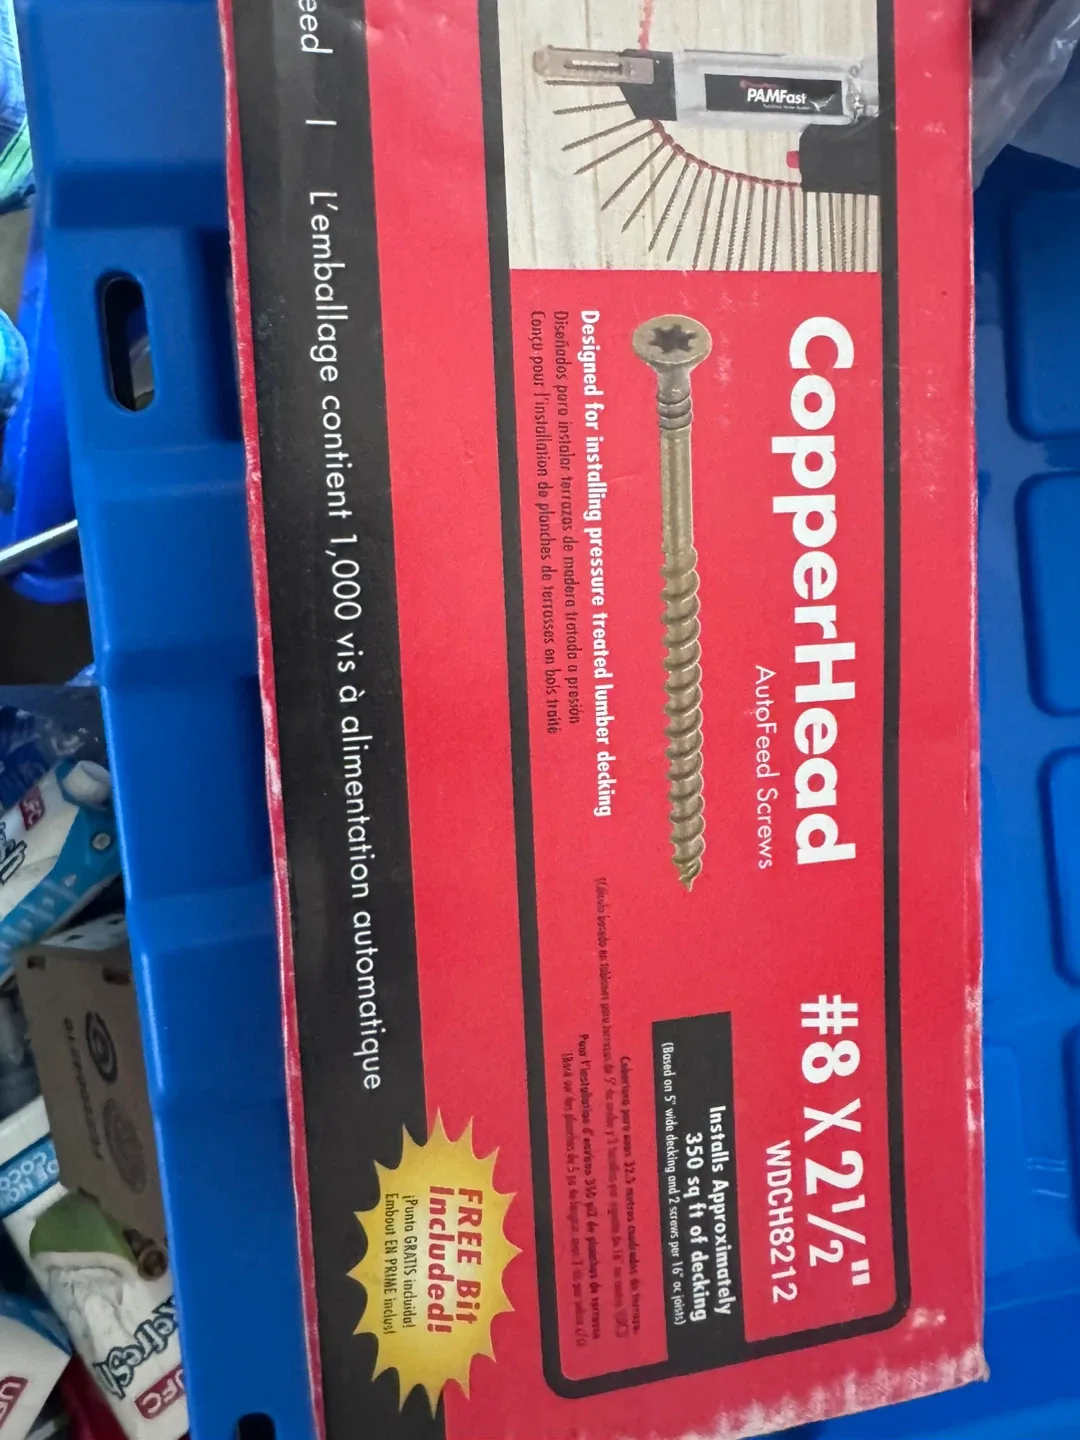 PAMFast
CopperHead
AutoFeed Screws
#8 X 2½"
WDCH8212
Designed for installing pressure treated lumber decking
Diseñados para instalar terrazas de madera tratada a presión
Conçu pour l'installation de planches de terrasses en bois traité
Installs Approximately
350 sq ft of decking
(Based on 5" wide decking and 2 screws per 16" oc joists)
FREE Bit
Included!
¡Punta GRATIS incluida!
Embout EN PRIME inclus!
eed | L'emballage contient 1,000 vis à alimentation automatique
UFC
Refresh
UFC